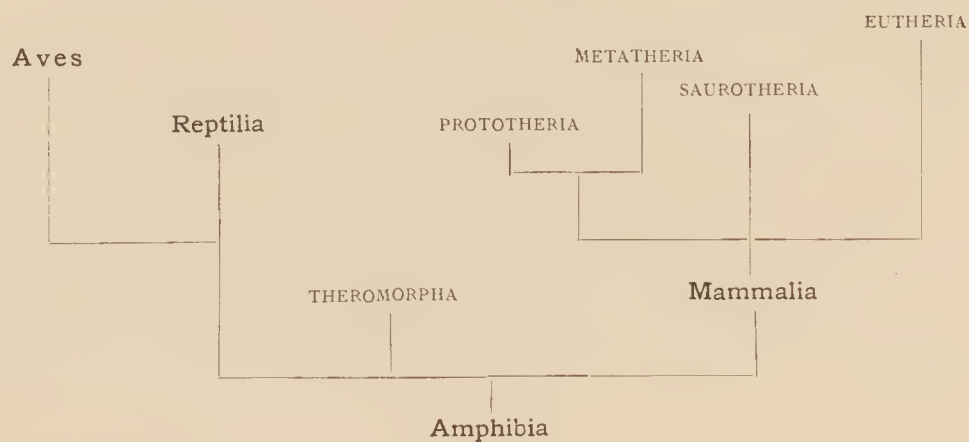 EUTHERIA
Aves
METATHERIA
SAUROTHERIA
Reptilia
PROTOTHERIA
THEROMORPHA
Mammalia
Amphibia